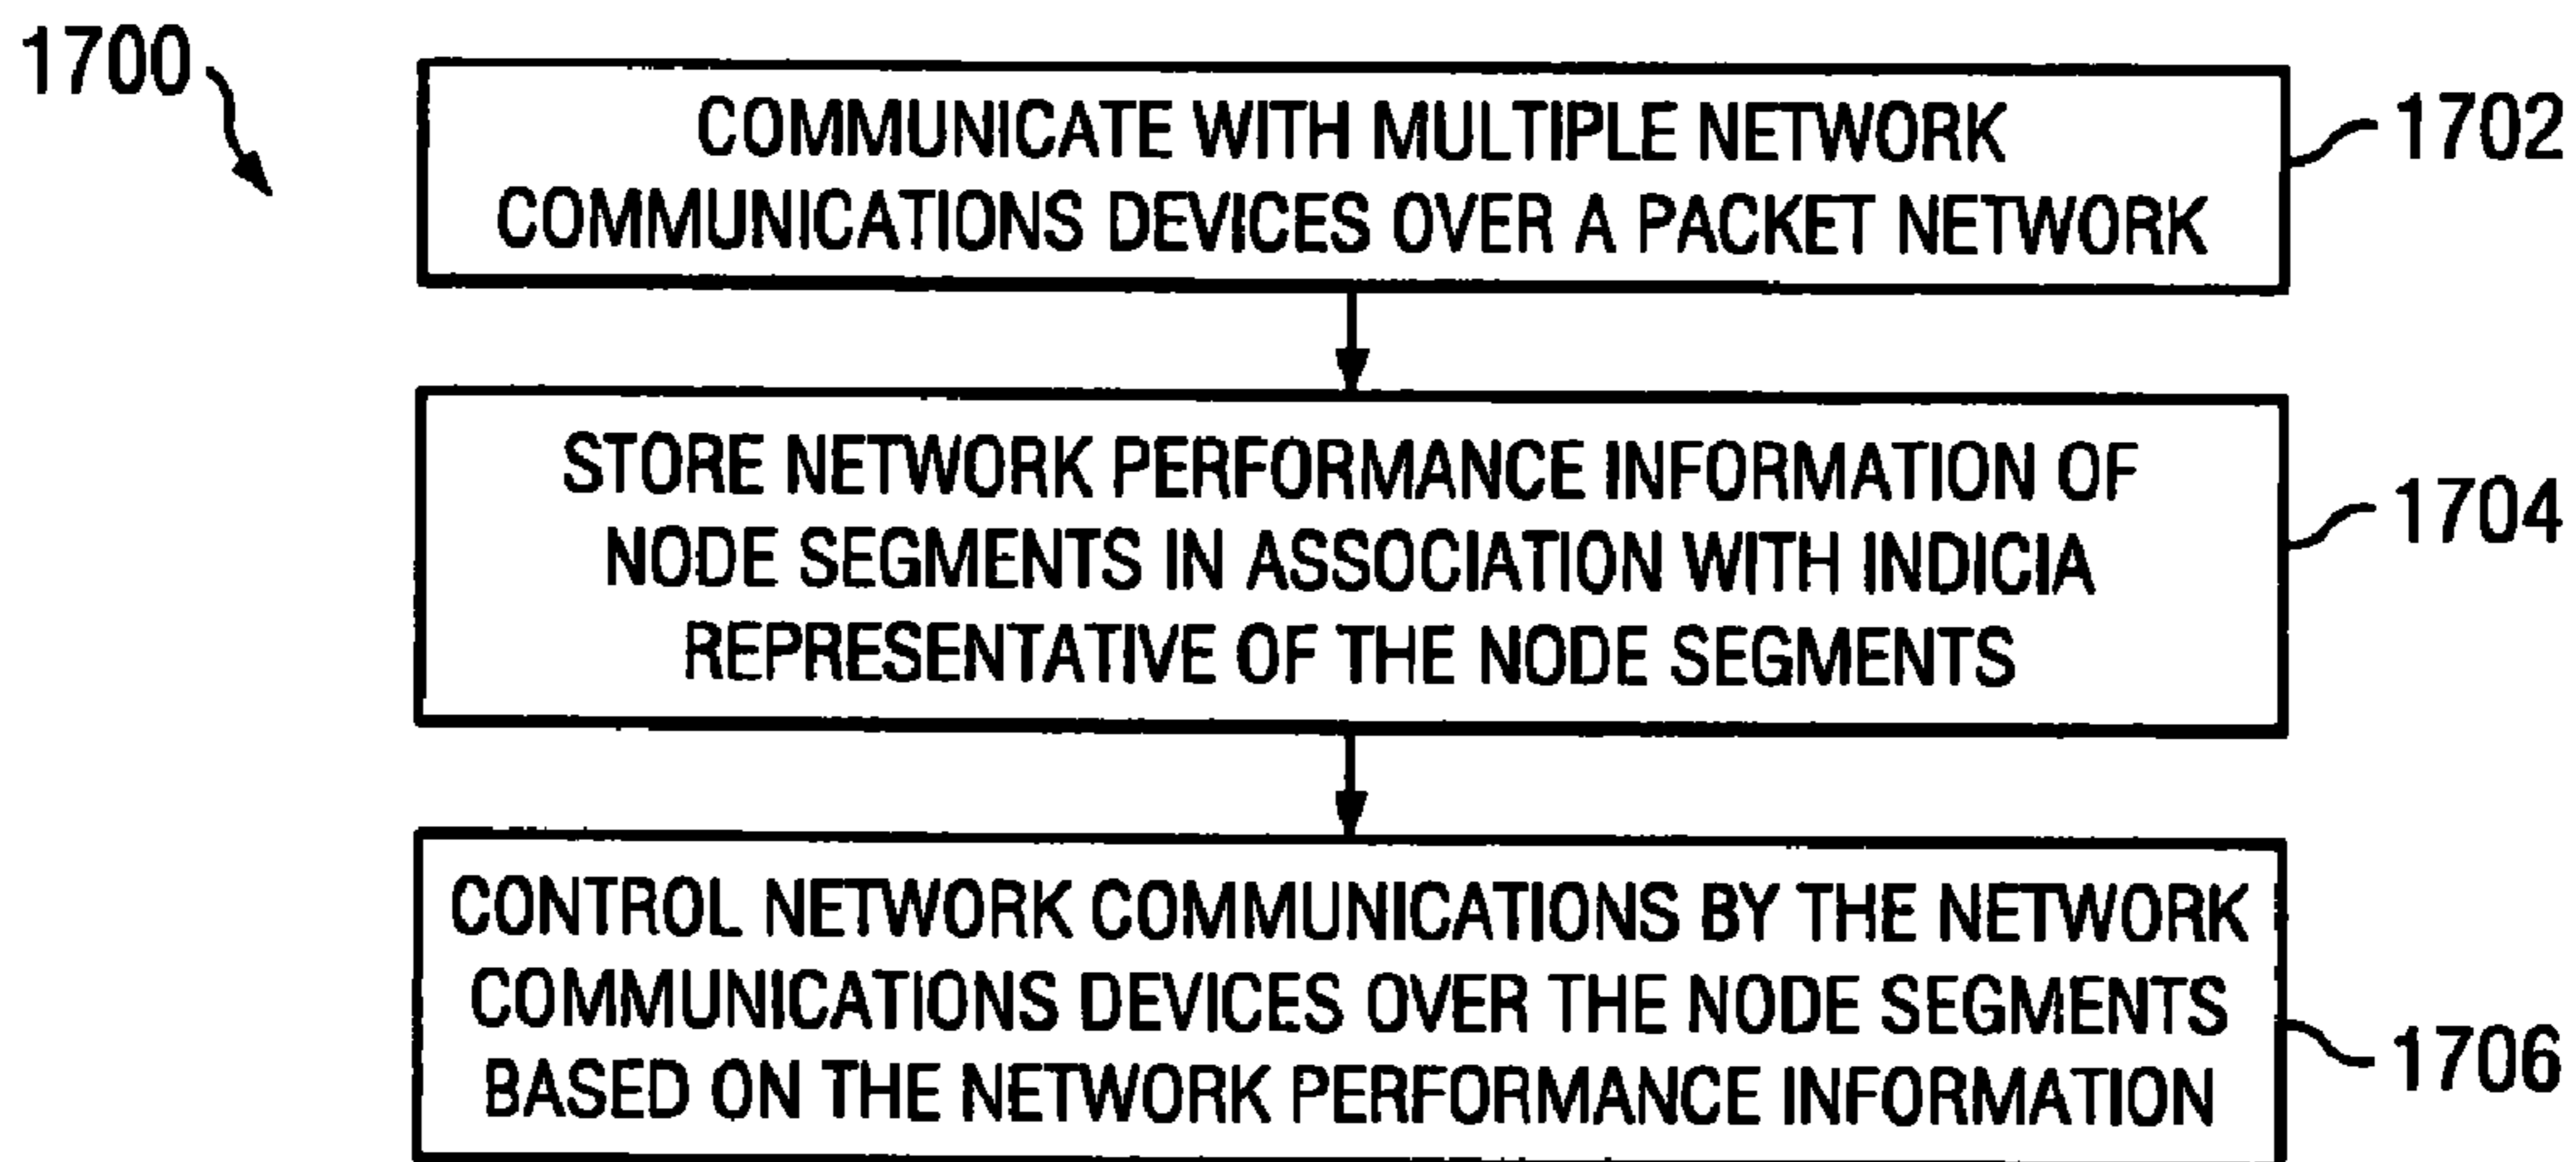 1700
COMMUNICATE WITH MULTIPLE NETWORK
COMMUNICATIONS DEVICES OVER A PACKET NETWORK
1702
STORE NETWORK PERFORMANCE INFORMATION OF
NODE SEGMENTS IN ASSOCIATION WITH INDICIA
REPRESENTATIVE OF THE NODE SEGMENTS
1704
CONTROL NETWORK COMMUNICATIONS BY THE NETWORK
COMMUNICATIONS DEVICES OVER THE NODE SEGMENTS
BASED ON THE NETWORK PERFORMANCE INFORMATION
1706